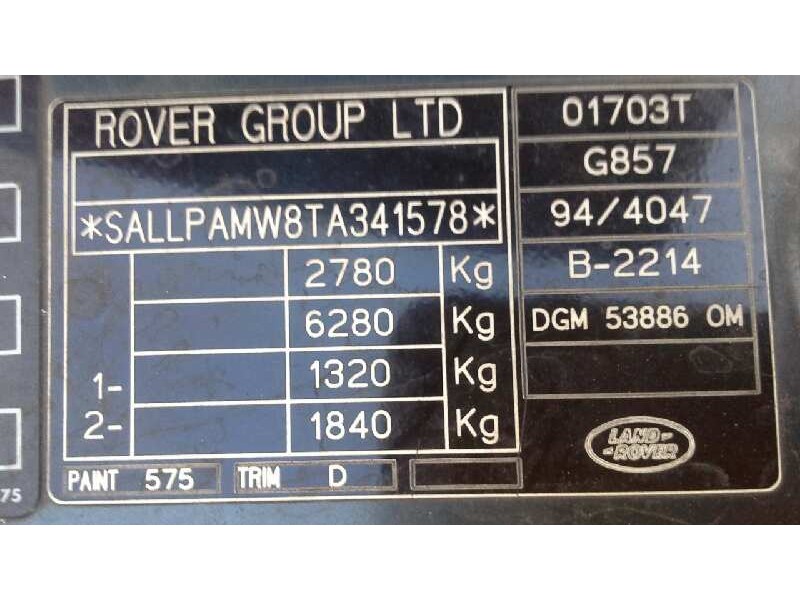 ROVER GROUP LTD
*SALLPAMW8TA341578*
2780 Kg
6280 Kg
1- 1320 Kg
2- 1840 Kg
PAINT 575 TRIM D
01703T
G857
94/4047
B-2214
DGM 53886 OM
LAND-
-ROVER
75